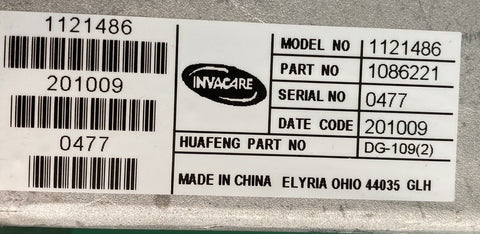 1121486
201009
0477
INVACARE
MODEL NO 1121486
PART NO 1086221
SERIAL NO 0477
DATE CODE 201009
HUAFENG PART NO DG-109(2)
MADE IN CHINA ELYRIA OHIO 44035 GLH